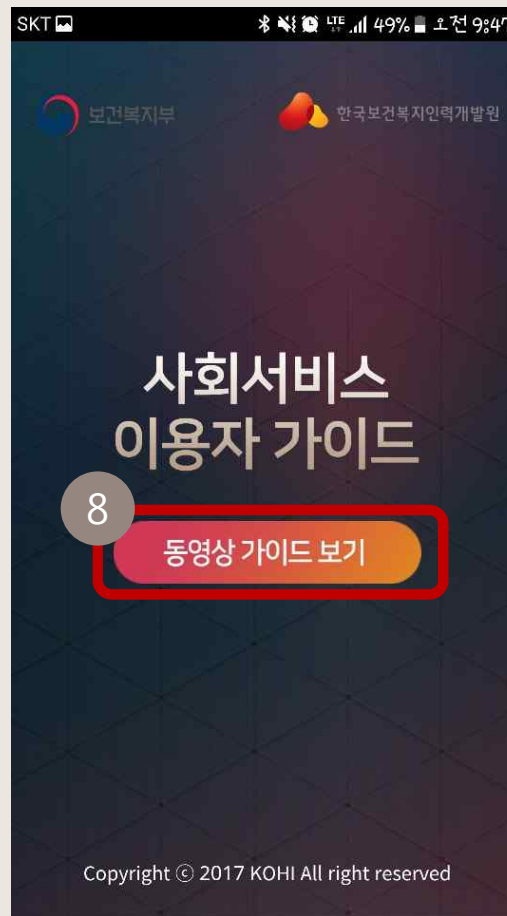 SKT LTE 49% 오전 9:47
보건복지부 한국보건복지인력개발원
사회서비스
이용자 가이드
8
동영상 가이드 보기
Copyright ⓒ 2017 KOHI All right reserved